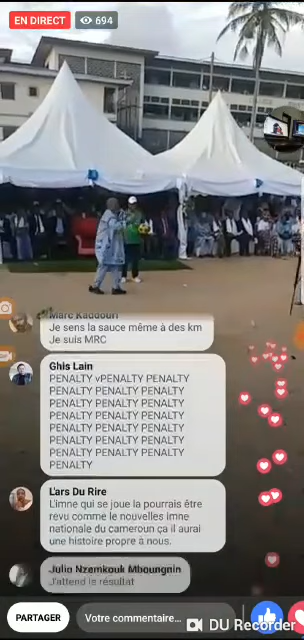 EN DIRECT
694
Marc Kadouri
Je sens la sauce même à des km
Je suis MRC
Ghis Lain
PENALTY vPENALTY PENALTY
PENALTY PENALTY PENALTY
PENALTY PENALTY PENALTY
PENALTY PENALTY PENALTY
PENALTY PENALTY PENALTY
PENALTY PENALTY PENALTY
PENALTY PENALTY PENALTY
PENALTY
L'ars Du Rire
L'imne qui se joue la pourrais être
revu comme le nouvelles imne
nationale du cameroun ça il aurai
une histoire propre à nous.
Julio Nzemkouk Mboungnin
J'attend le résultat
PARTAGER
Votre commentaire...
DU Recorder